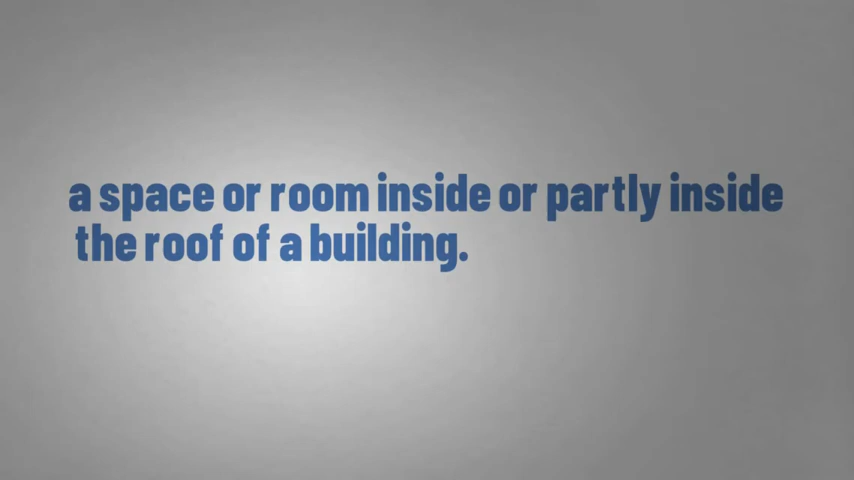 a space or room inside or partly inside
the roof of a building.